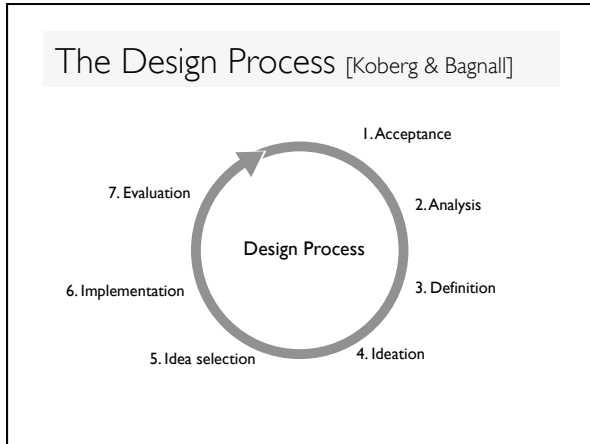 The Design Process [Koberg & Bagnall]
1. Acceptance
2. Analysis
3. Definition
4. Ideation
5. Idea selection
6. Implementation
7. Evaluation
Design Process